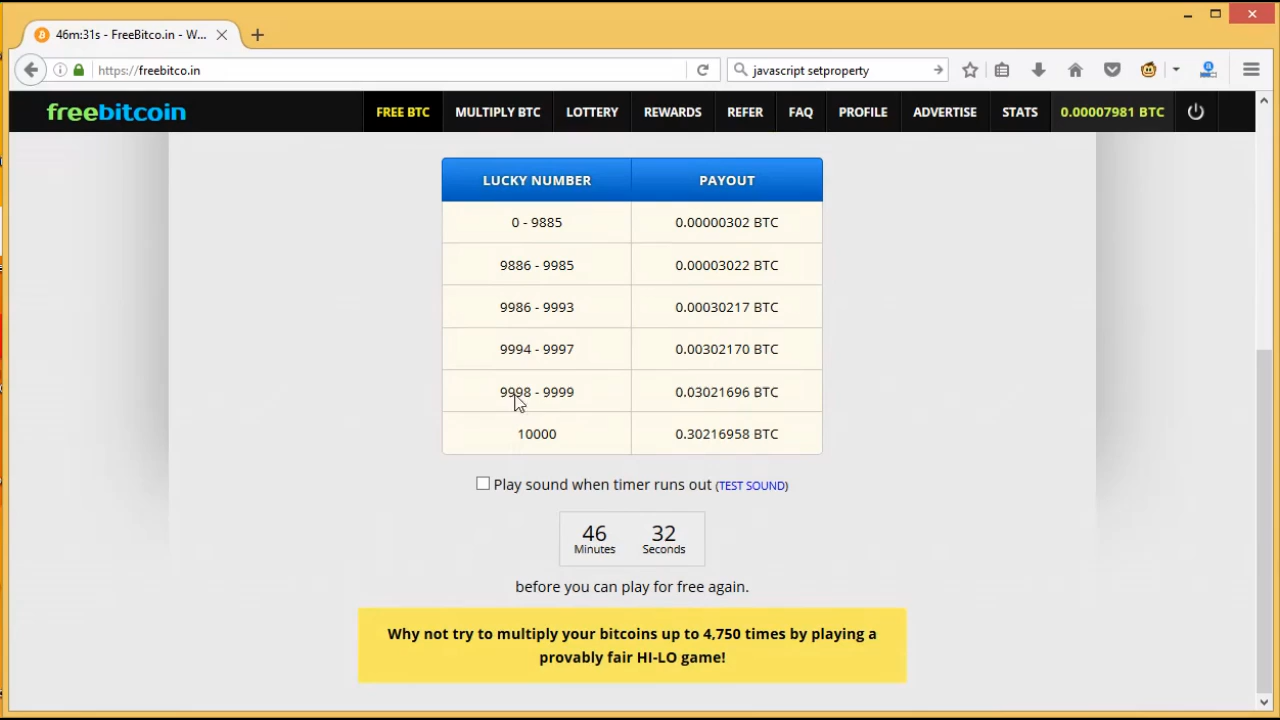 46m:31s - FreeBitco.in - W...
https://freebitco.in
javascript setproperty
freebitcoin FREE BTC MULTIPLY BTC LOTTERY REWARDS REFER FAQ PROFILE ADVERTISE STATS 0.00007981 BTC
LUCKY NUMBER PAYOUT
0 - 9885 0.00000302 BTC
9886 - 9985 0.00003022 BTC
9986 - 9993 0.00030217 BTC
9994 - 9997 0.00302170 BTC
9998 - 9999 0.03021696 BTC
10000 0.30216958 BTC
Play sound when timer runs out (TEST SOUND)
46 32
Minutes Seconds
before you can play for free again.
Why not try to multiply your bitcoins up to 4,750 times by playing a
provably fair HI-LO game!